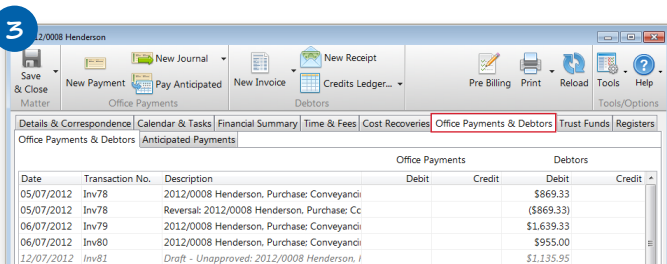 3
2012/0008 Henderson
Save & Close
New Payment
New Journal
Pay Anticipated
New Invoice
New Receipt
Credits Ledger...
Pre Billing
Print
Reload
Tools
Help
Matter
Office Payments
Debtors
Tools/Options
Details & Correspondence Calendar & Tasks Financial Summary Time & Fees Cost Recoveries Office Payments & Debtors Trust Funds Registers
Office Payments & Debtors Anticipated Payments
Office Payments Debtors
Date Transaction No. Description Debit Credit Debit Credit
05/07/2012 Inv78 2012/0008 Henderson, Purchase; Conveyanci $869.33
05/07/2012 Inv78 Reversal: 2012/0008 Henderson, Purchase; Cc ($869.33)
06/07/2012 Inv79 2012/0008 Henderson, Purchase; Conveyanci $1,639.33
06/07/2012 Inv80 2012/0008 Henderson, Purchase; Conveyanci $955.00
12/07/2012 Inv81 Draft - Unapproved: 2012/0008 Henderson, $1,135.95